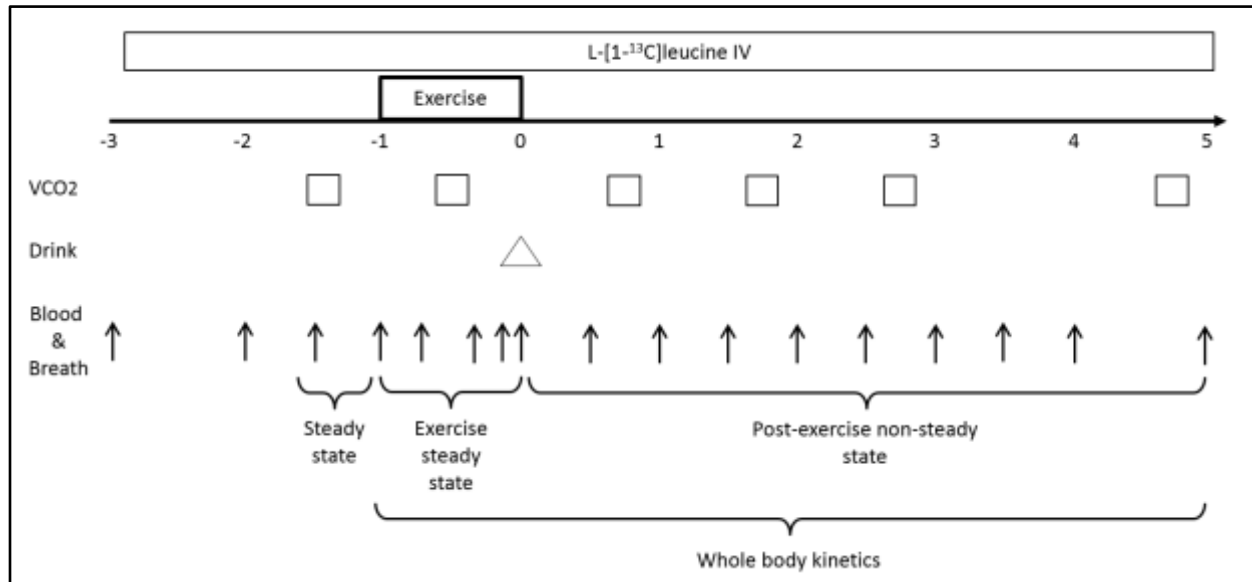 L-[1-¹³C]leucine IV
Exercise
-3 -2 -1 0 1 2 3 4 5
VCO2
Drink
Blood
&
Breath
Steady
state
Exercise
steady
state
Post-exercise non-steady
state
Whole body kinetics